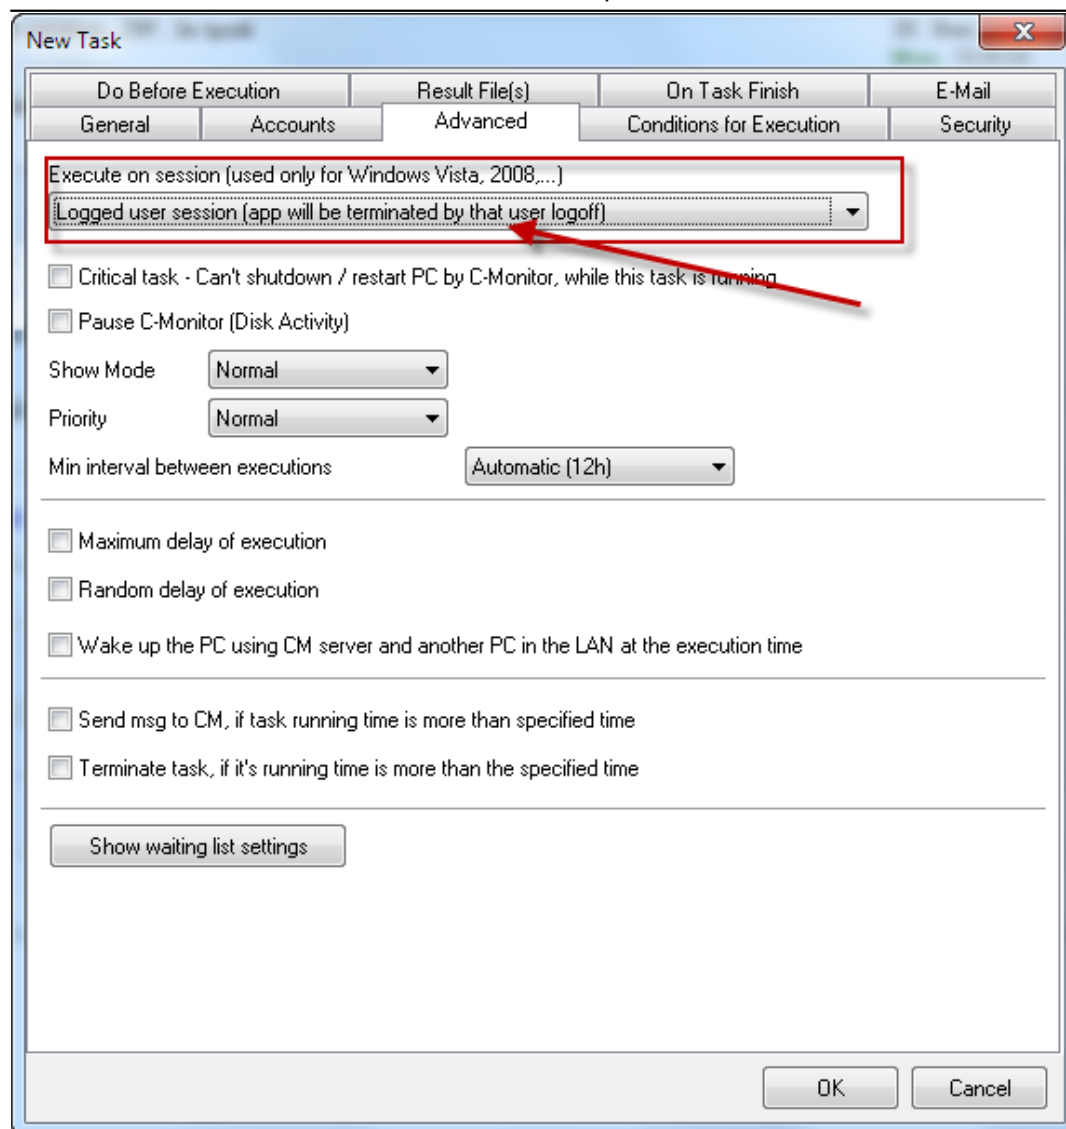 New Task
Do Before Execution Result File(s) On Task Finish E-Mail
General Accounts Advanced Conditions for Execution Security
Execute on session (used only for Windows Vista, 2008,...)
Logged user session (app will be terminated by that user logoff)
Critical task - Can't shutdown / restart PC by C-Monitor, while this task is running
Pause C-Monitor (Disk Activity)
Show Mode Normal
Priority Normal
Min interval between executions Automatic (12h)
Maximum delay of execution
Random delay of execution
Wake up the PC using CM server and another PC in the LAN at the execution time
Send msg to CM, if task running time is more than specified time
Terminate task, if it's running time is more than the specified time
Show waiting list settings
OK Cancel